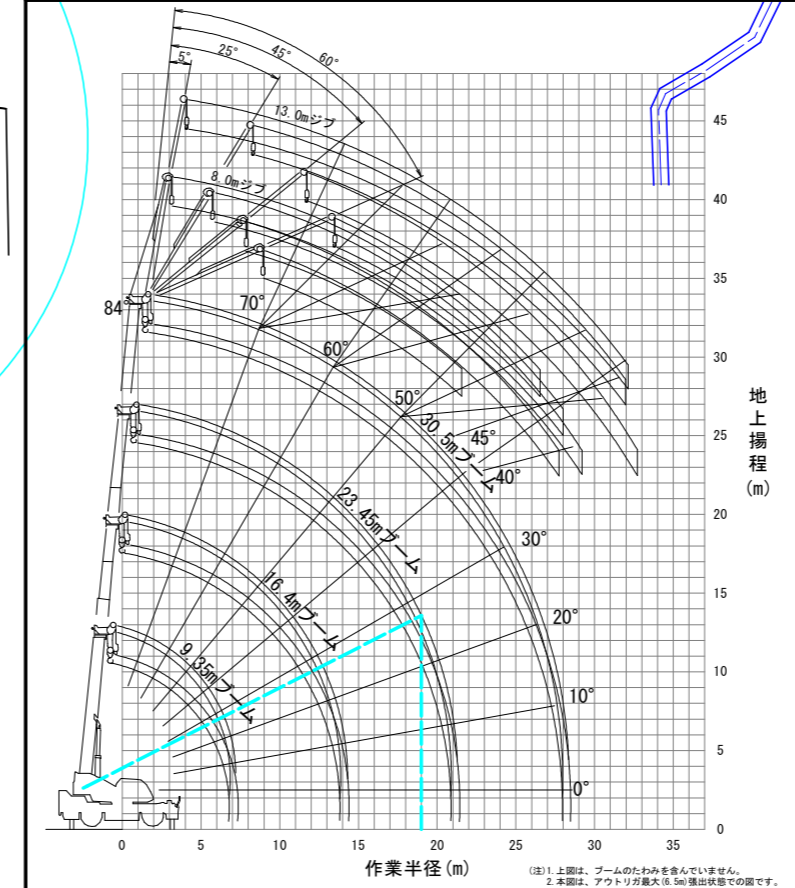 60°
45°
25°
5°
13.0mジブ
8.0mジブ
84°
70°
60°
50°
45°
40°
30°
20°
10°
0°
30.5mブーム
23.45mブーム
16.4mブーム
9.35mブーム
45
40
35
30
25
20
15
10
5
0
地上揚程(m)
0 5 10 15 20 25 30 35
作業半径(m)
(注)1.上図は、ブームのたわみを含んでいません。
2.本図は、アウトリガ最大(6.5m)張出状態での図です。